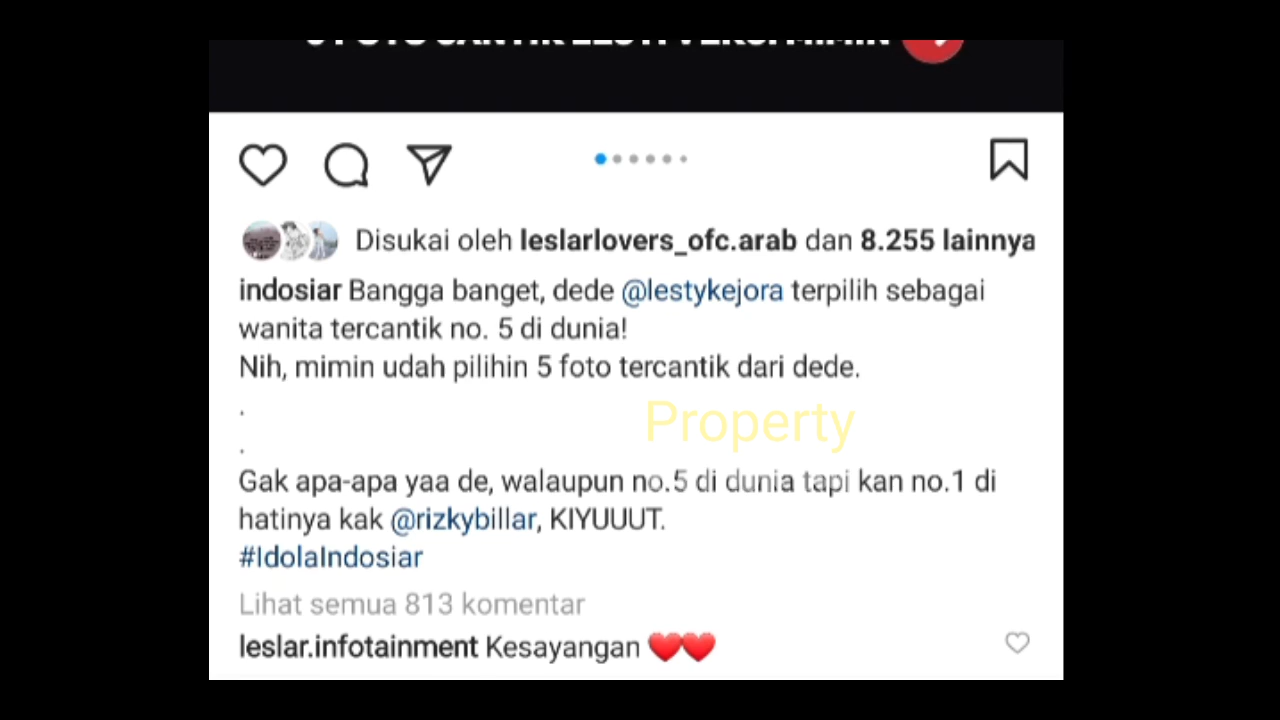 Disukai oleh leslarlovers_ofc.arab dan 8.255 lainnya
indosiar Bangga banget, dede @lestykejora terpilih sebagai
wanita tercantik no. 5 di dunia!
Nih, mimin udah pilihin 5 foto tercantik dari dede.
.
Property
.
Gak apa-apa yaa de, walaupun no.5 di dunia tapi kan no.1 di
hatinya kak @rizkybillar, KIYUUUT.
#IdolaIndosiar
Lihat semua 813 komentar
leslar.infotainment Kesayangan ❤️❤️